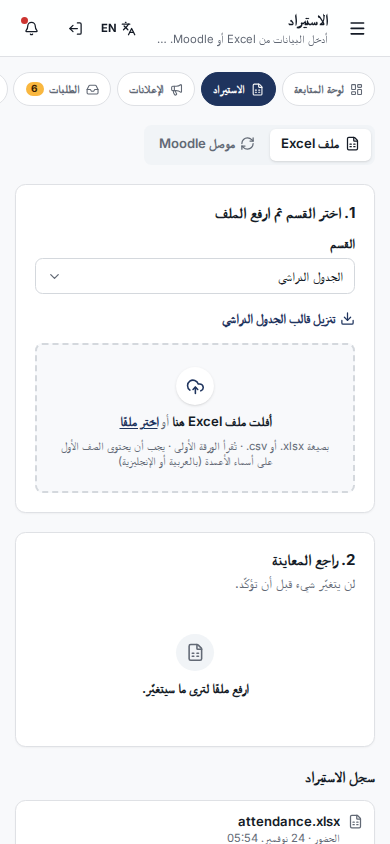 الاستيراد
أدخل البيانات من Excel أو Moodle. ...
EN
لوحة المتابعة
الاستيراد
الإعلانات
الطلبات 6
ملف Excel
موصل Moodle
1. اختر القسم ثم ارفع الملف
القسم
الجدول الدراسي
تنزيل قالب الجدول الدراسي
أفلت ملف Excel هنا أو اختر ملفًا
بصيغة xlsx. أو csv. · تُقرأ الورقة الأولى · يجب أن يحتوي الصف الأول
على أسماء الأعمدة (بالعربية أو الإنجليزية)
2. راجع المعاينة
لن يتغيّر شيء قبل أن تؤكّد.
ارفع ملفًا لترى ما سيتغيّر.
سجل الاستيراد
attendance.xlsx
الحضور · 24 نوفمبر، 05:54